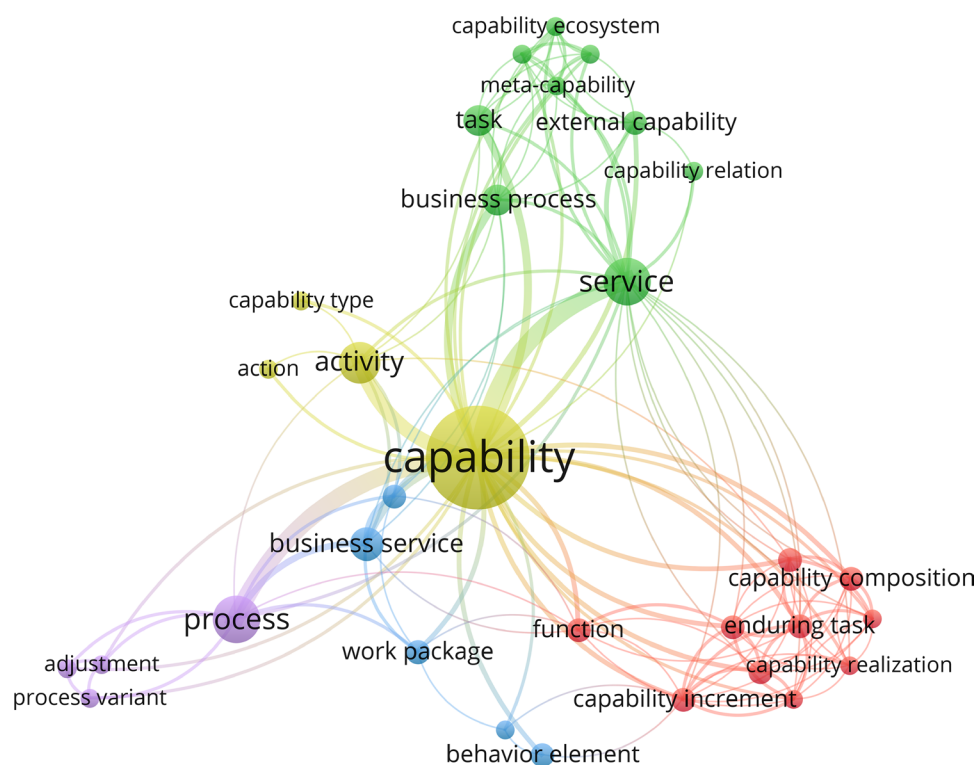 capability ecosystem
meta-capability
task
external capability
capability relation
business process
service
capability type
activity
action
capability
business service
capability composition
process
function
enduring task
work package
adjustment
capability realization
process variant
capability increment
behavior element